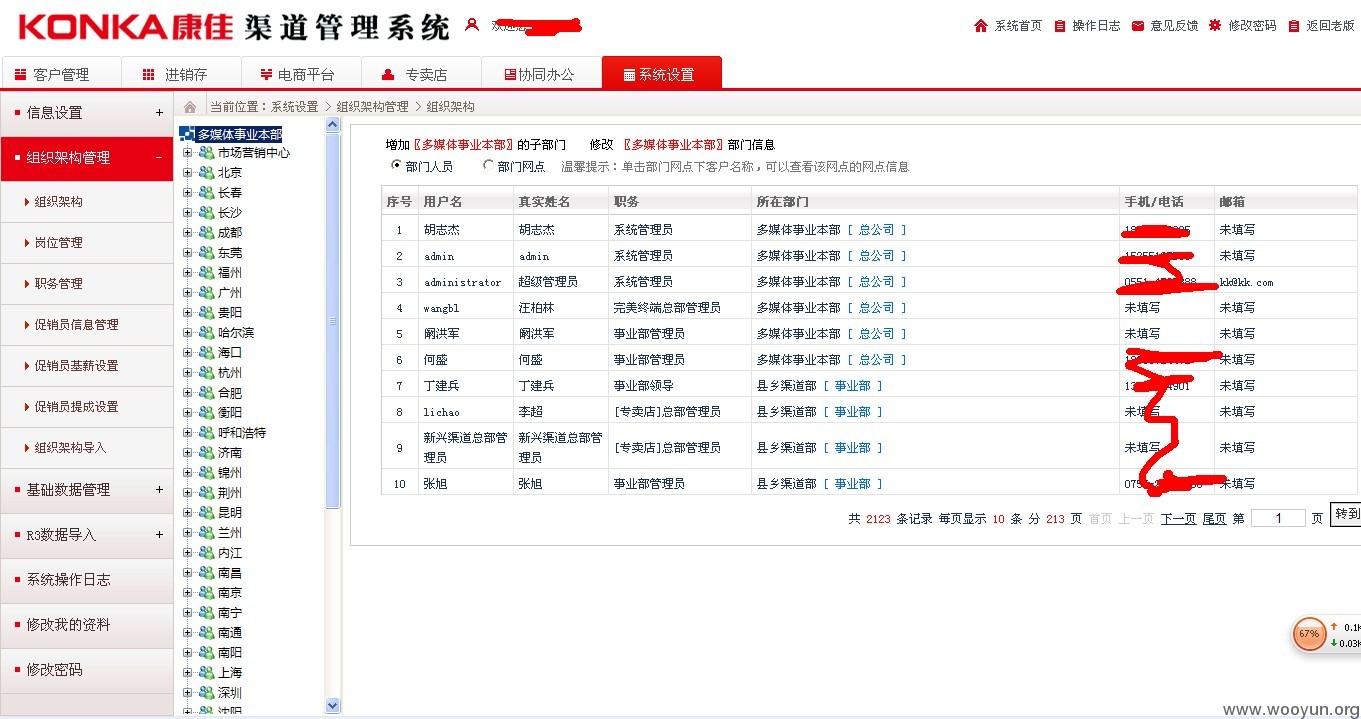 KONKA康佳 渠道管理系统
系统首页 操作日志 意见反馈 修改密码 返回老版
客户管理 进销存 电商平台 专卖店 协同办公 系统设置
信息设置 +
组织架构管理 -
组织架构
岗位管理
职务管理
促销员信息管理
促销员基薪设置
促销员提成设置
组织架构导入
基础数据管理 +
R3数据导入 +
系统操作日志
修改我的资料
修改密码
当前位置：系统设置 > 组织架构管理 > 组织架构
多媒体事业本部
市场营销中心
北京
长春
长沙
成都
东莞
福州
广州
贵阳
哈尔滨
海口
杭州
合肥
衡阳
呼和浩特
济南
锦州
荆州
昆明
兰州
内江
南昌
南京
南宁
南通
南阳
上海
深圳
沈阳
增加【多媒体事业本部】的子部门 修改 【多媒体事业本部】部门信息
部门人员 部门网点 温馨提示：单击部门网点下客户名称，可以查看该网点的网点信息
序号 用户名 真实姓名 职务 所在部门 手机/电话 邮箱
1 胡志杰 胡志杰 系统管理员 多媒体事业本部 [ 总公司 ] 未填写
2 admin admin 系统管理员 多媒体事业本部 [ 总公司 ] 未填写
3 administrator 超级管理员 系统管理员 多媒体事业本部 [ 总公司 ] kk@kk.com
4 wangbl 汪柏林 完美终端总部管理员 多媒体事业本部 [ 总公司 ] 未填写 未填写
5 阚洪军 阚洪军 事业部管理员 多媒体事业本部 [ 总公司 ] 未填写 未填写
6 何盛 何盛 事业部管理员 多媒体事业本部 [ 总公司 ] 未填写
7 丁建兵 丁建兵 事业部领导 县乡渠道部 [ 事业部 ] 未填写
8 lichao 李超 [专卖店]总部管理员 县乡渠道部 [ 事业部 ] 未填写 未填写
9 新兴渠道总部管理员 新兴渠道总部管理员 [专卖店]总部管理员 县乡渠道部 [ 事业部 ] 未填写 未填写
10 张旭 张旭 事业部管理员 县乡渠道部 [ 事业部 ] 未填写
共 2123 条记录 每页显示 10 条 分 213 页 首页 上一页 下一页 尾页 第 1 页 转到
67% 0.1K
0.03K
www.wooyun.org